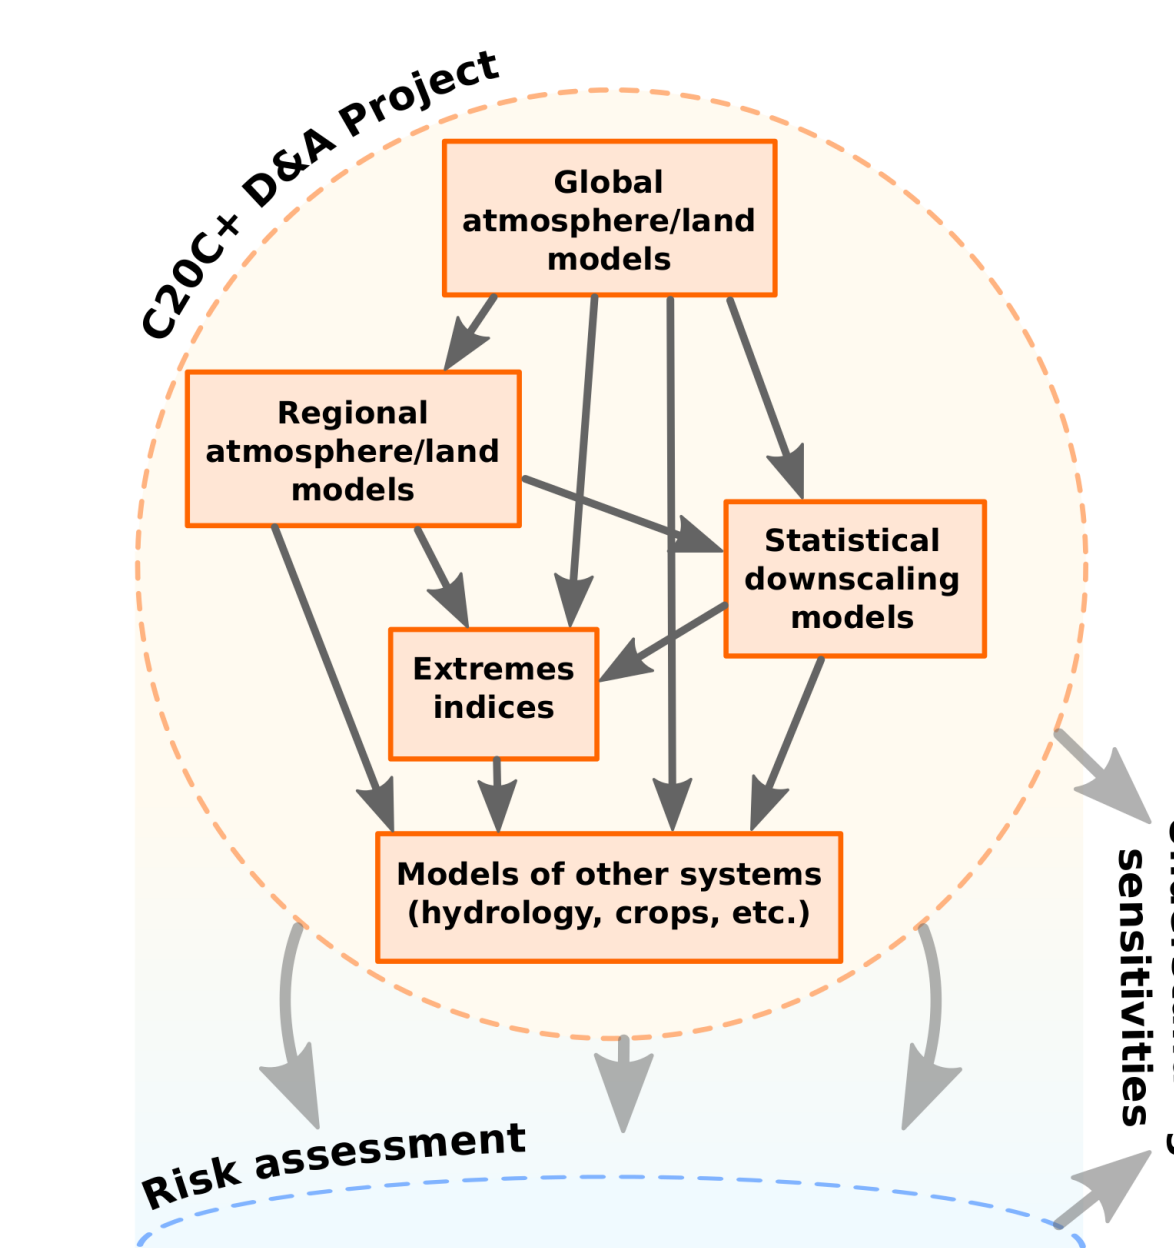 C20C+ D&A Project
Global
atmosphere/land
models
Regional
atmosphere/land
models
Statistical
downscaling
models
Extremes
indices
Models of other systems
(hydrology, crops, etc.)
sensitivities
Risk assessment